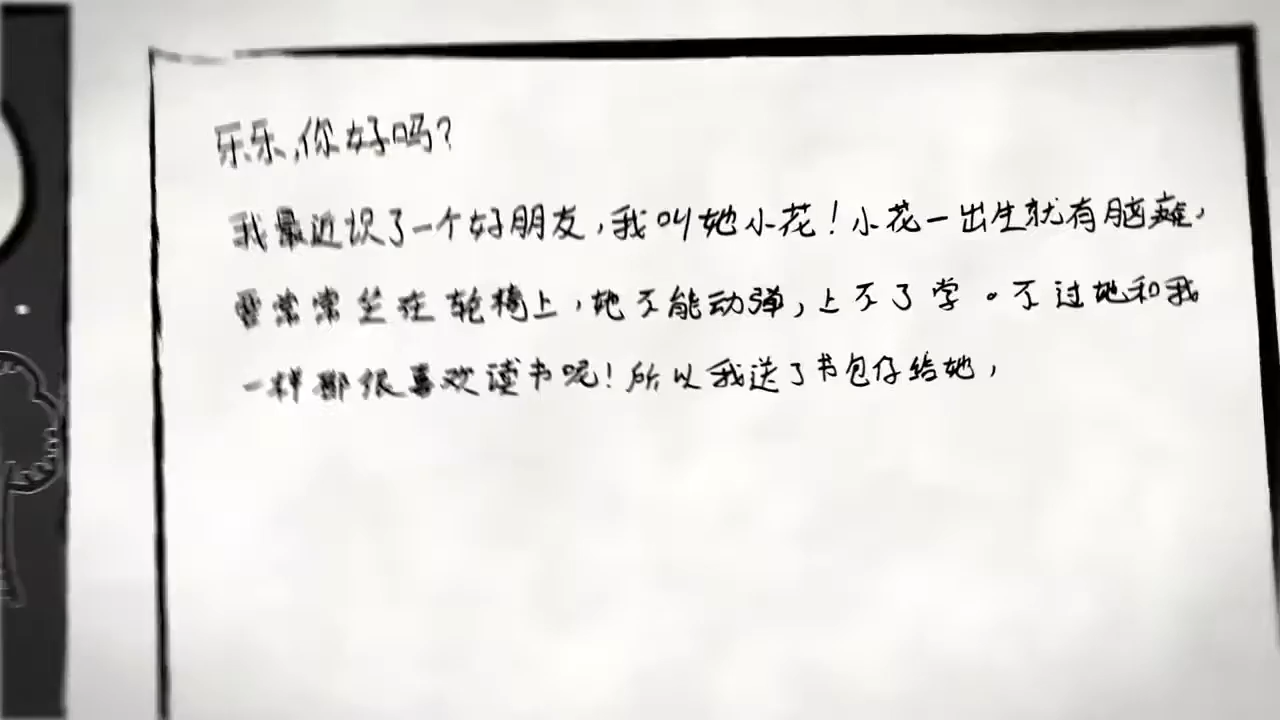 乐乐,你好吗?
我最近识了一个好朋友,我叫她小花!小花一出生就有脑瘫,
要常常坐在轮椅上,她不能动弹,上不了学。不过她和我
一样都很喜欢读书呢!所以我送了书包仔给她,